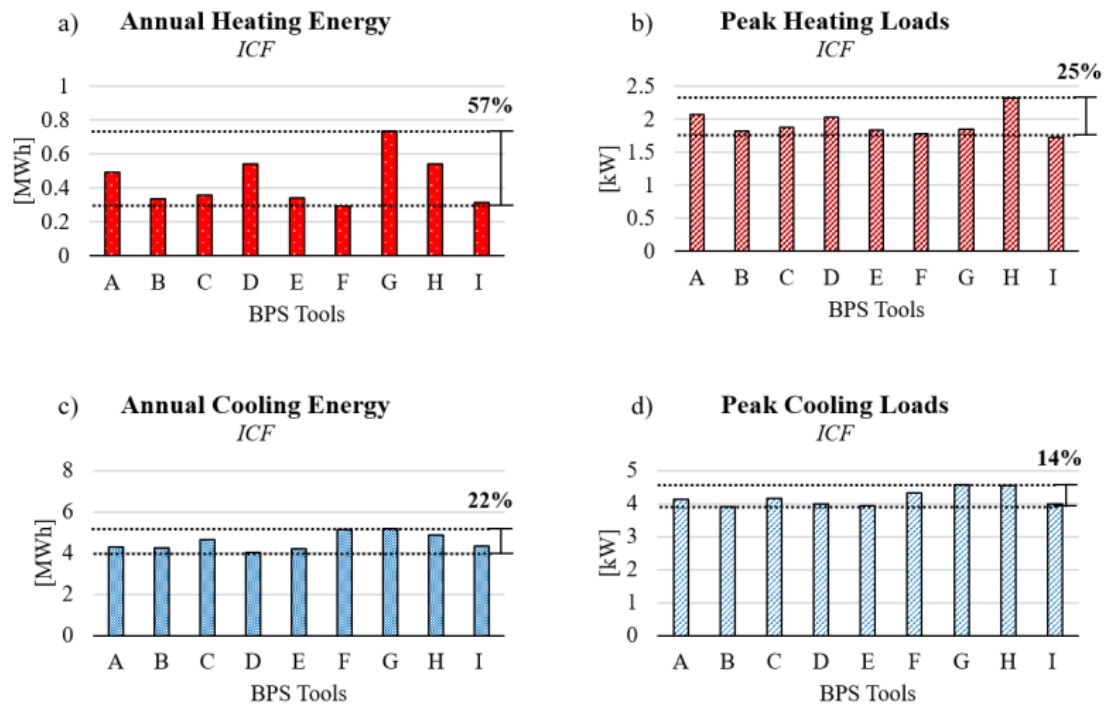 a) Annual Heating Energy
ICF
57%
[MWh]
1
0.8
0.6
0.4
0.2
0
A B C D E F G H I
BPS Tools
b) Peak Heating Loads
ICF
25%
[kW]
2.5
2
1.5
1
0.5
0
A B C D E F G H I
BPS Tools
c) Annual Cooling Energy
ICF
22%
[MWh]
8
6
4
2
0
A B C D E F G H I
BPS Tools
d) Peak Cooling Loads
ICF
14%
[kW]
5
4
3
2
1
0
A B C D E F G H I
BPS Tools